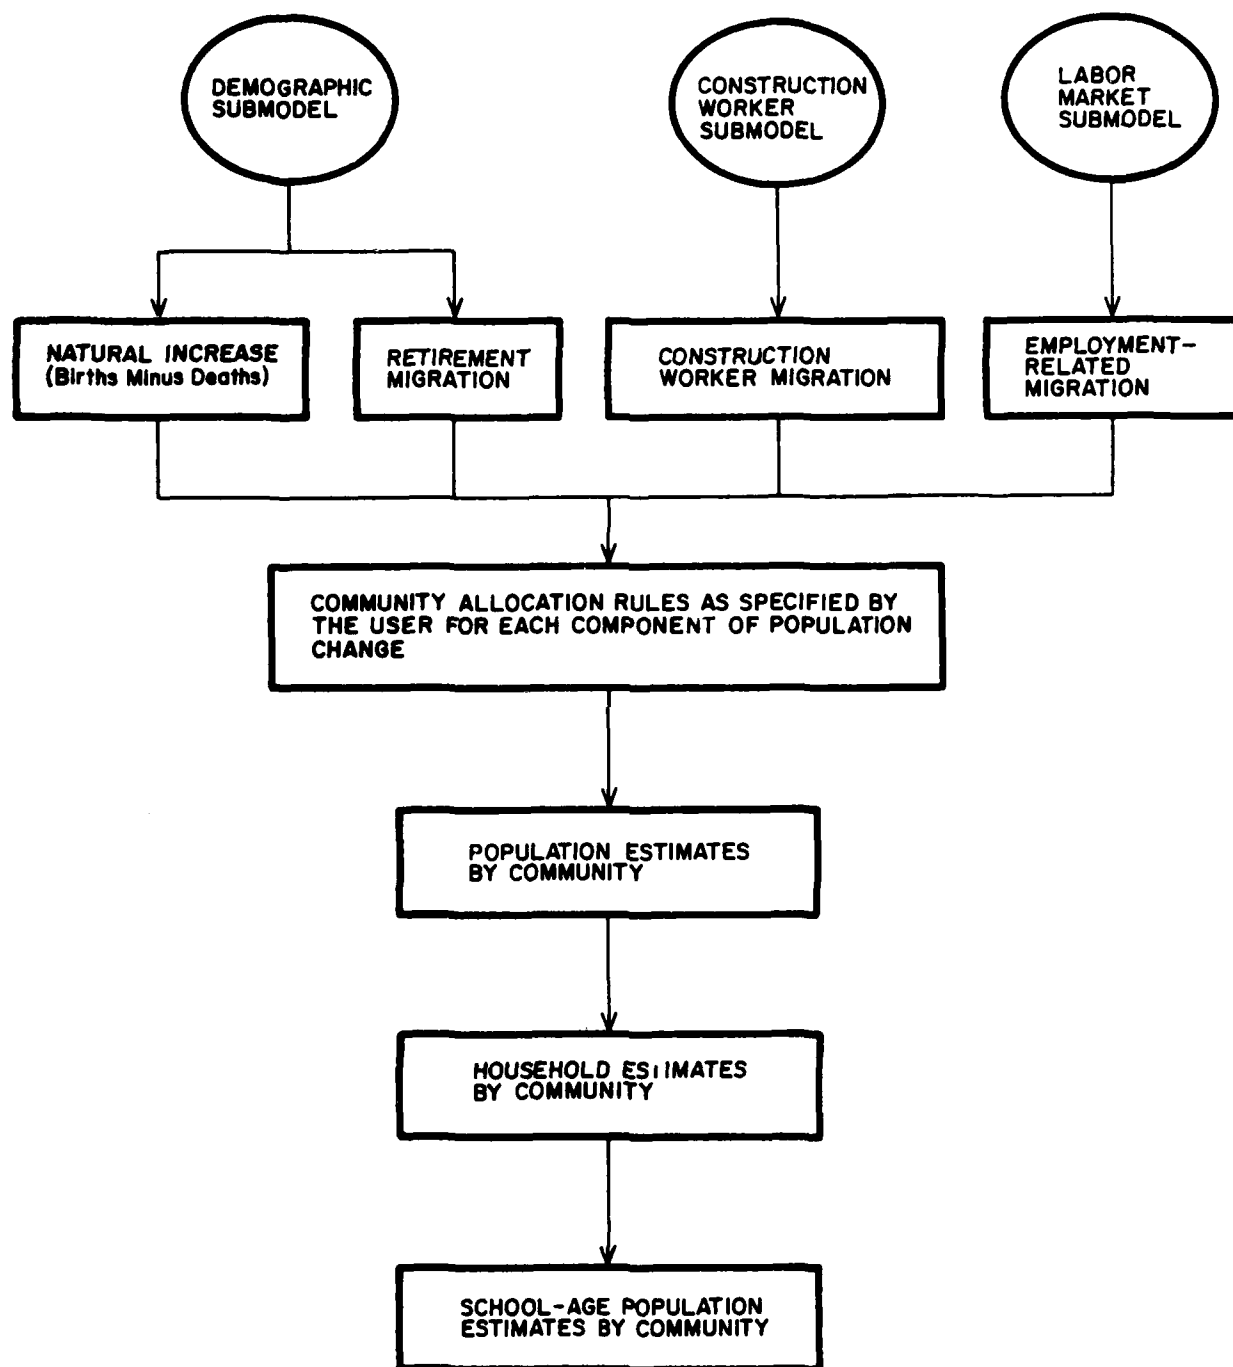 DEMOGRAPHIC
SUBMODEL
CONSTRUCTION
WORKER
SUBMODEL
LABOR
MARKET
SUBMODEL
NATURAL INCREASE
(Births Minus Deaths)
RETIREMENT
MIGRATION
CONSTRUCTION
WORKER MIGRATION
EMPLOYMENT-
RELATED
MIGRATION
COMMUNITY ALLOCATION RULES AS SPECIFIED BY
THE USER FOR EACH COMPONENT OF POPULATION
CHANGE
POPULATION ESTIMATES
BY COMMUNITY
HOUSEHOLD ESTIMATES
BY COMMUNITY
SCHOOL-AGE POPULATION
ESTIMATES BY COMMUNITY